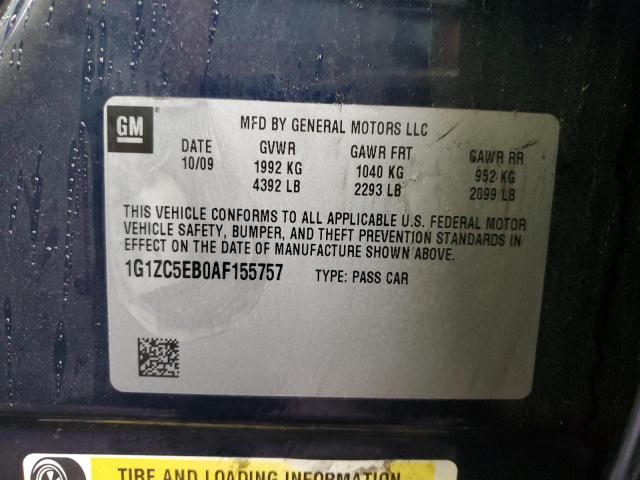 GM
MFD BY GENERAL MOTORS LLC
DATE GVWR GAWR FRT GAWR RR
10/09 1992 KG 1040 KG 952 KG
4392 LB 2293 LB 2099 LB
THIS VEHICLE CONFORMS TO ALL APPLICABLE U.S. FEDERAL MOTOR
VEHICLE SAFETY, BUMPER, AND THEFT PREVENTION STANDARDS IN
EFFECT ON THE DATE OF MANUFACTURE SHOWN ABOVE.
1G1ZC5EB0AF155757 TYPE: PASS CAR
TIRE AND LOADING INFORMATION